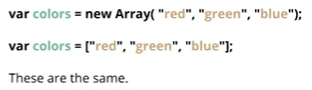 var colors = new Array( "red", "green", "blue");
var colors = ["red", "green", "blue"];
These are the same.